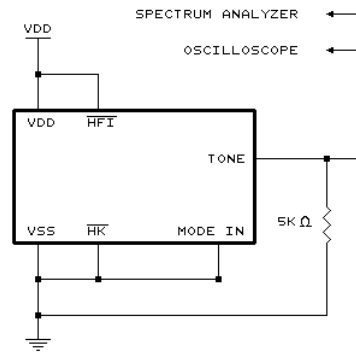 SPECTRUM ANALYZER
VDD
OSCILLOSCOPE
VDD HFI
TONE
5K Ω
VSS HK MODE IN